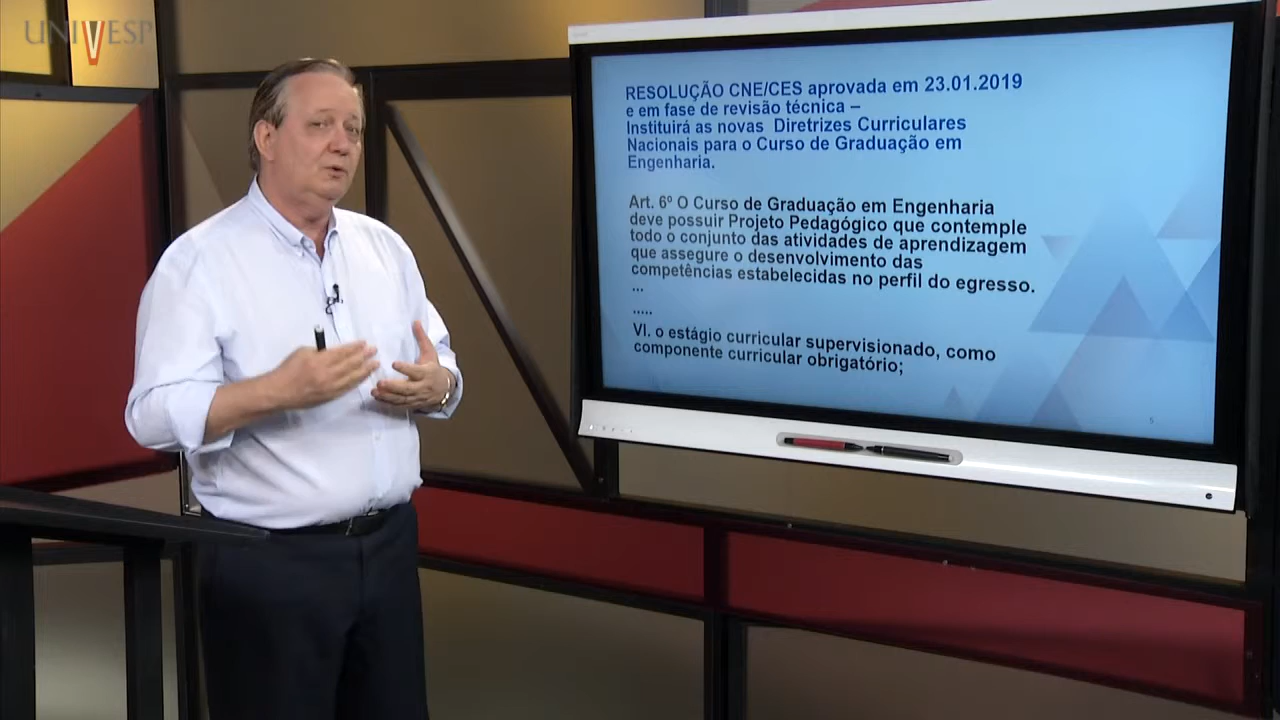 UNIVESP
RESOLUÇÃO CNE/CES aprovada em 23.01.2019
e em fase de revisão técnica –
Instituirá as novas Diretrizes Curriculares
Nacionais para o Curso de Graduação em
Engenharia.
Art. 6º O Curso de Graduação em Engenharia
deve possuir Projeto Pedagógico que contemple
todo o conjunto das atividades de aprendizagem
que assegure o desenvolvimento das
competências estabelecidas no perfil do egresso.
...
.....
VI. o estágio curricular supervisionado, como
componente curricular obrigatório;
5